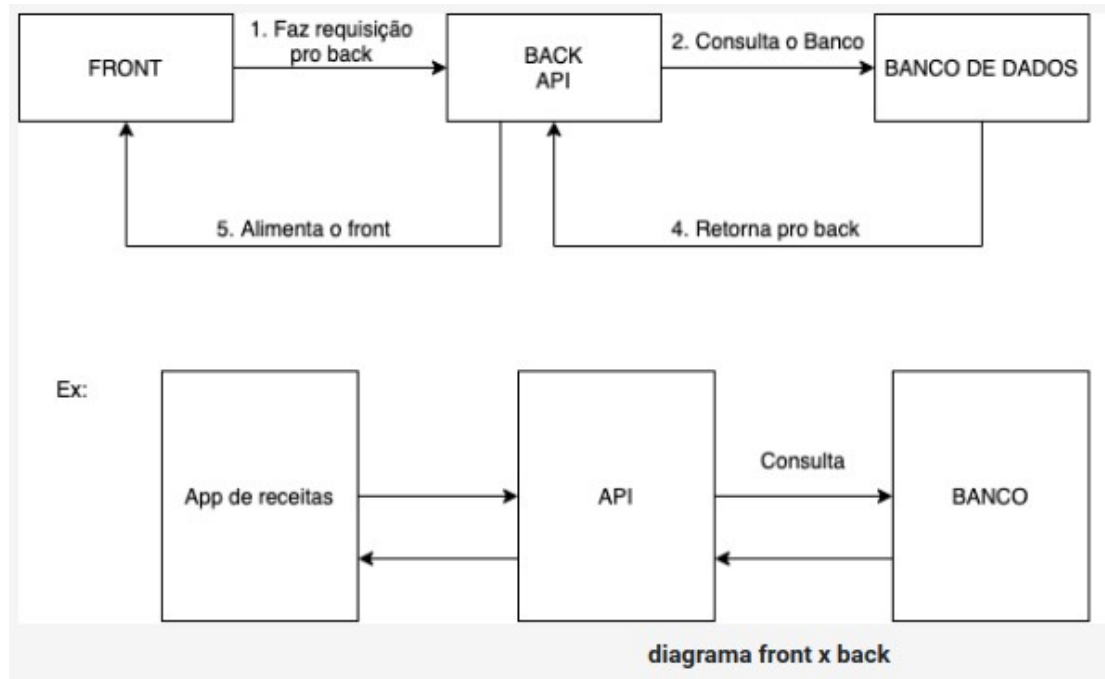 1. Faz requisição
pro back
FRONT
BACK
API
2. Consulta o Banco
BANCO DE DADOS
5. Alimenta o front
4. Retorna pro back
Ex:
App de receitas
API
Consulta
BANCO
diagrama front x back